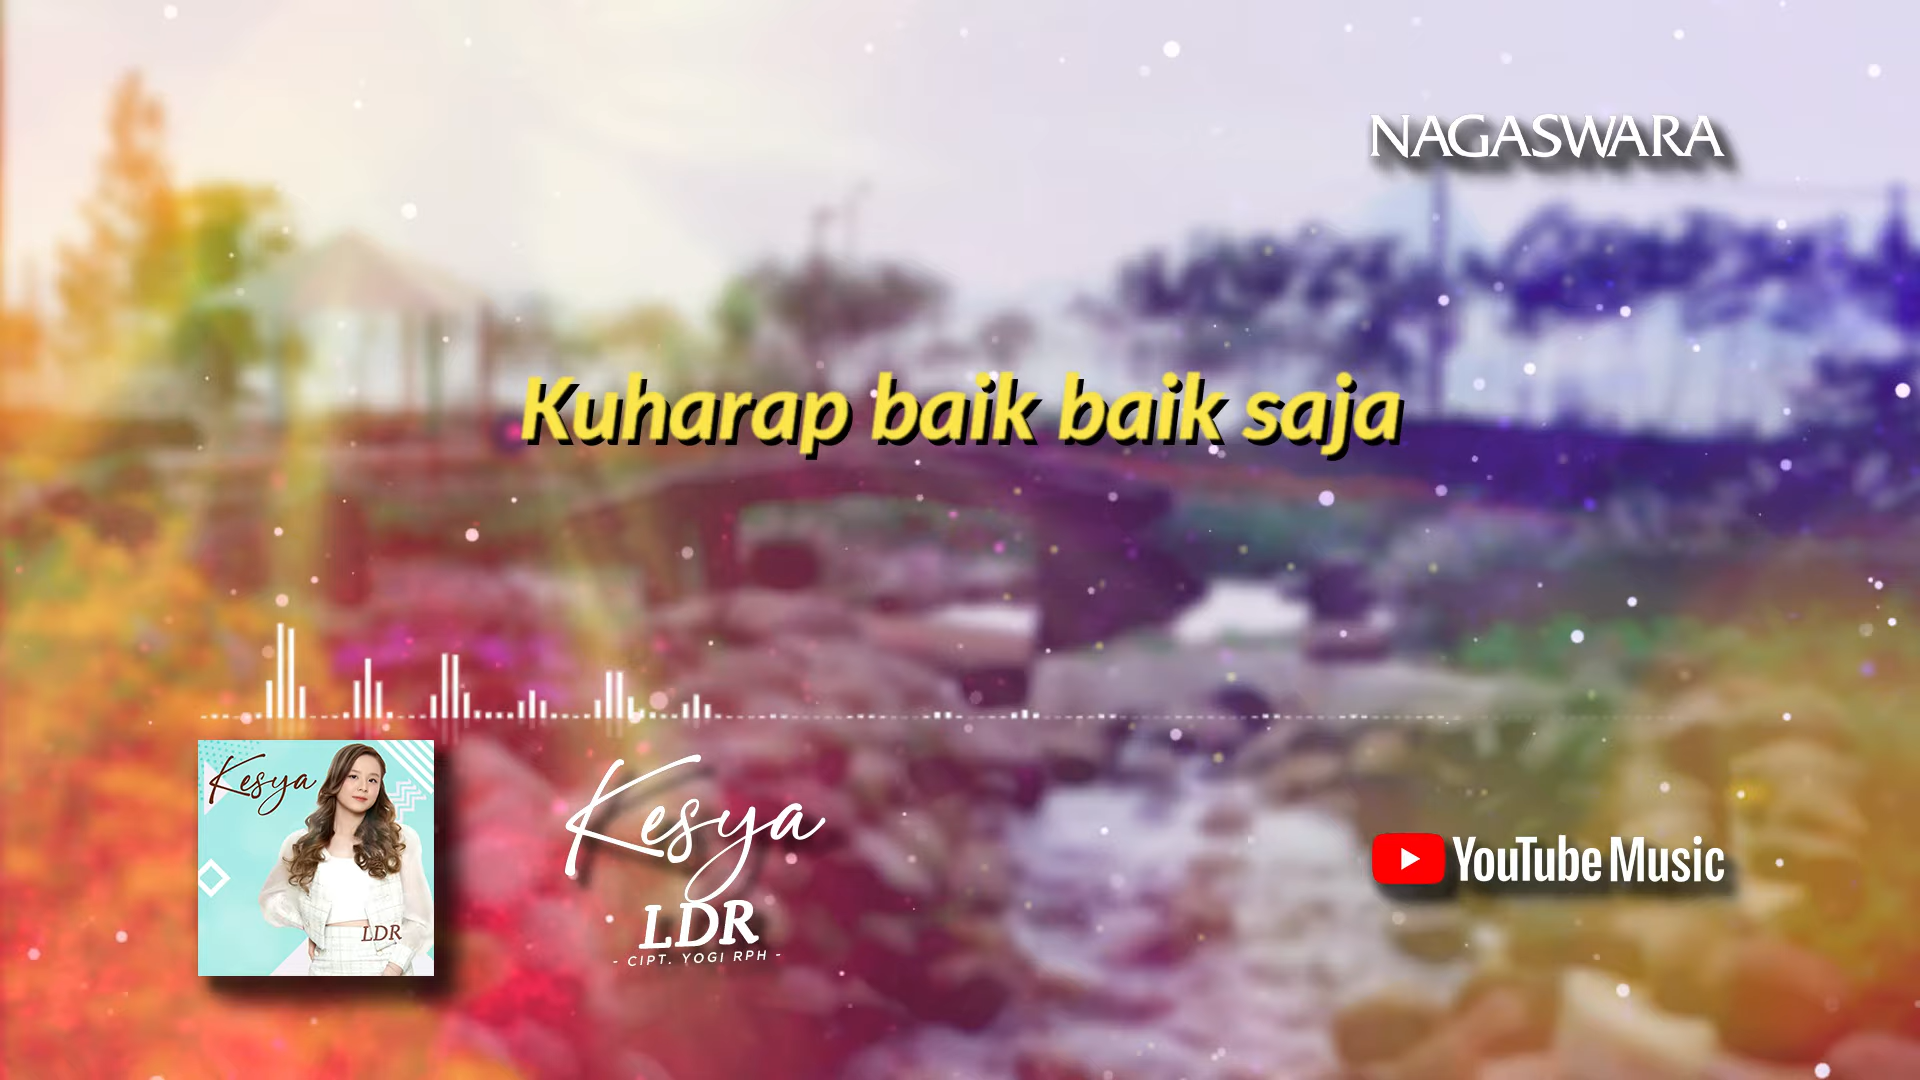 NAGASWARA
Kuharap baik baik saja
Kesya
LDR
Kesya
LDR
- CIPT. YOGI RPH -
YouTube Music